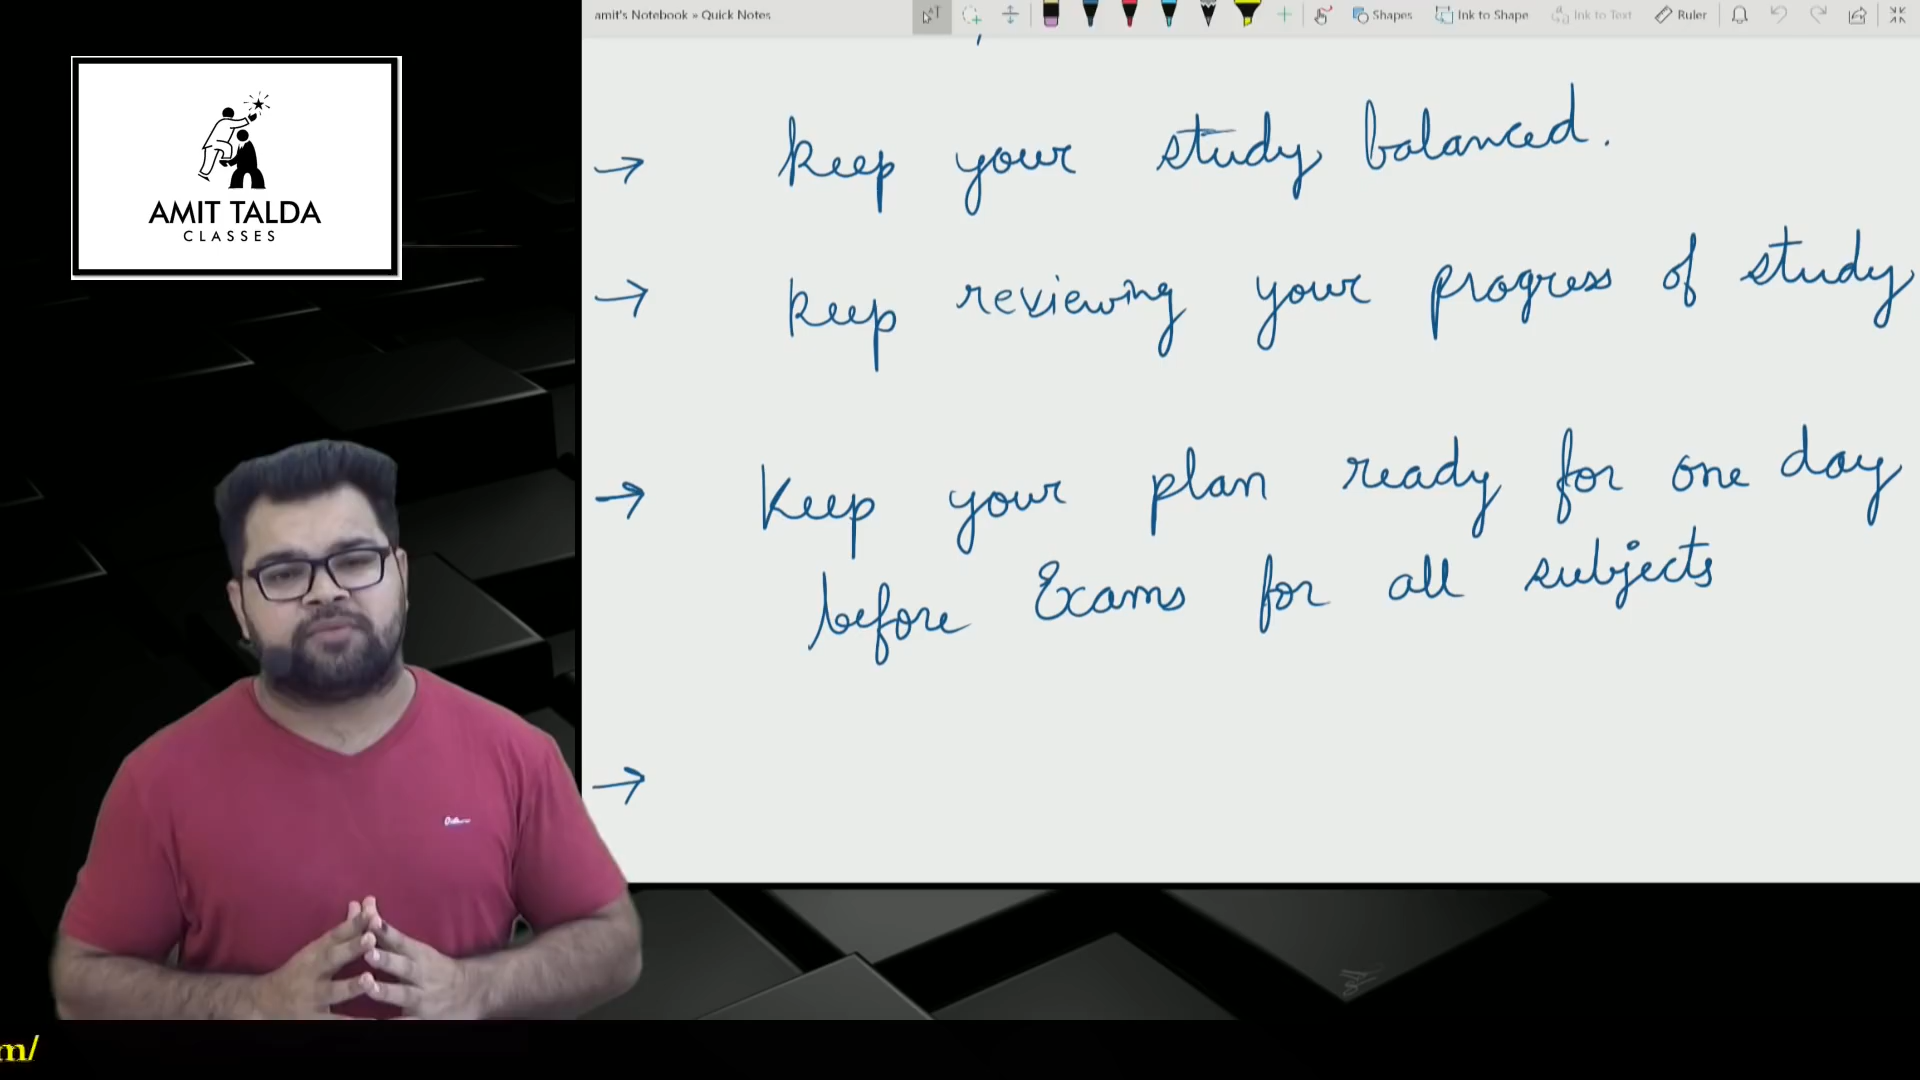 amit's Notebook » Quick Notes
Shapes
Ink to Shape
Ink to Text
Ruler
AMIT TALDA
CLASSES
→ keep your study balanced.
→ keep reviewing your progress of study
→ Keep your plan ready for one day
before Exams for all subjects
→
m/